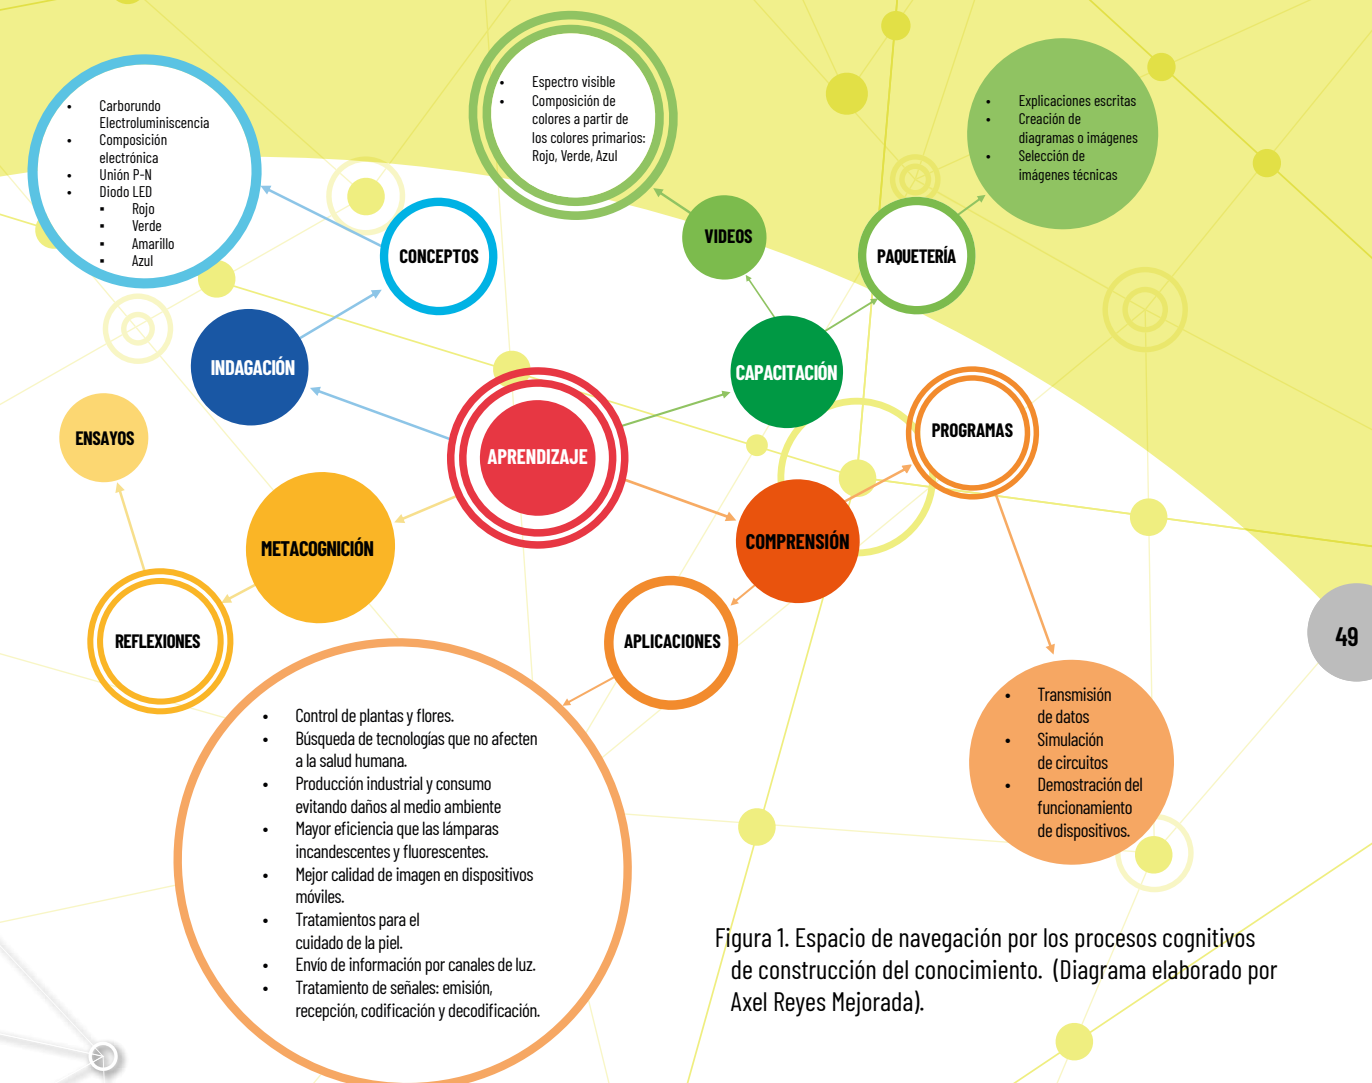 • Carborundo
Electroluminiscencia
• Composición
electrónica
• Unión P-N
• Diodo LED
▪ Rojo
▪ Verde
▪ Amarillo
▪ Azul
• Espectro visible
• Composición de
colores a partir de
los colores primarios:
Rojo, Verde, Azul
• Explicaciones escritas
• Creación de
diagramas o imágenes
• Selección de
imágenes técnicas
CONCEPTOS
VIDEOS
PAQUETERÍA
INDAGACIÓN
CAPACITACIÓN
ENSAYOS
APRENDIZAJE
PROGRAMAS
METACOGNICIÓN
COMPRENSIÓN
REFLEXIONES
APLICACIONES
49
• Control de plantas y flores.
• Búsqueda de tecnologías que no afecten
a la salud humana.
• Producción industrial y consumo
evitando daños al medio ambiente
• Mayor eficiencia que las lámparas
incandescentes y fluorescentes.
• Mejor calidad de imagen en dispositivos
móviles.
• Tratamientos para el
cuidado de la piel.
• Envío de información por canales de luz.
• Tratamiento de señales: emisión,
recepción, codificación y decodificación.
• Transmisión
de datos
• Simulación
de circuitos
• Demostración del
funcionamiento
de dispositivos.
Figura 1. Espacio de navegación por los procesos cognitivos
de construcción del conocimiento. (Diagrama elaborado por
Axel Reyes Mejorada).